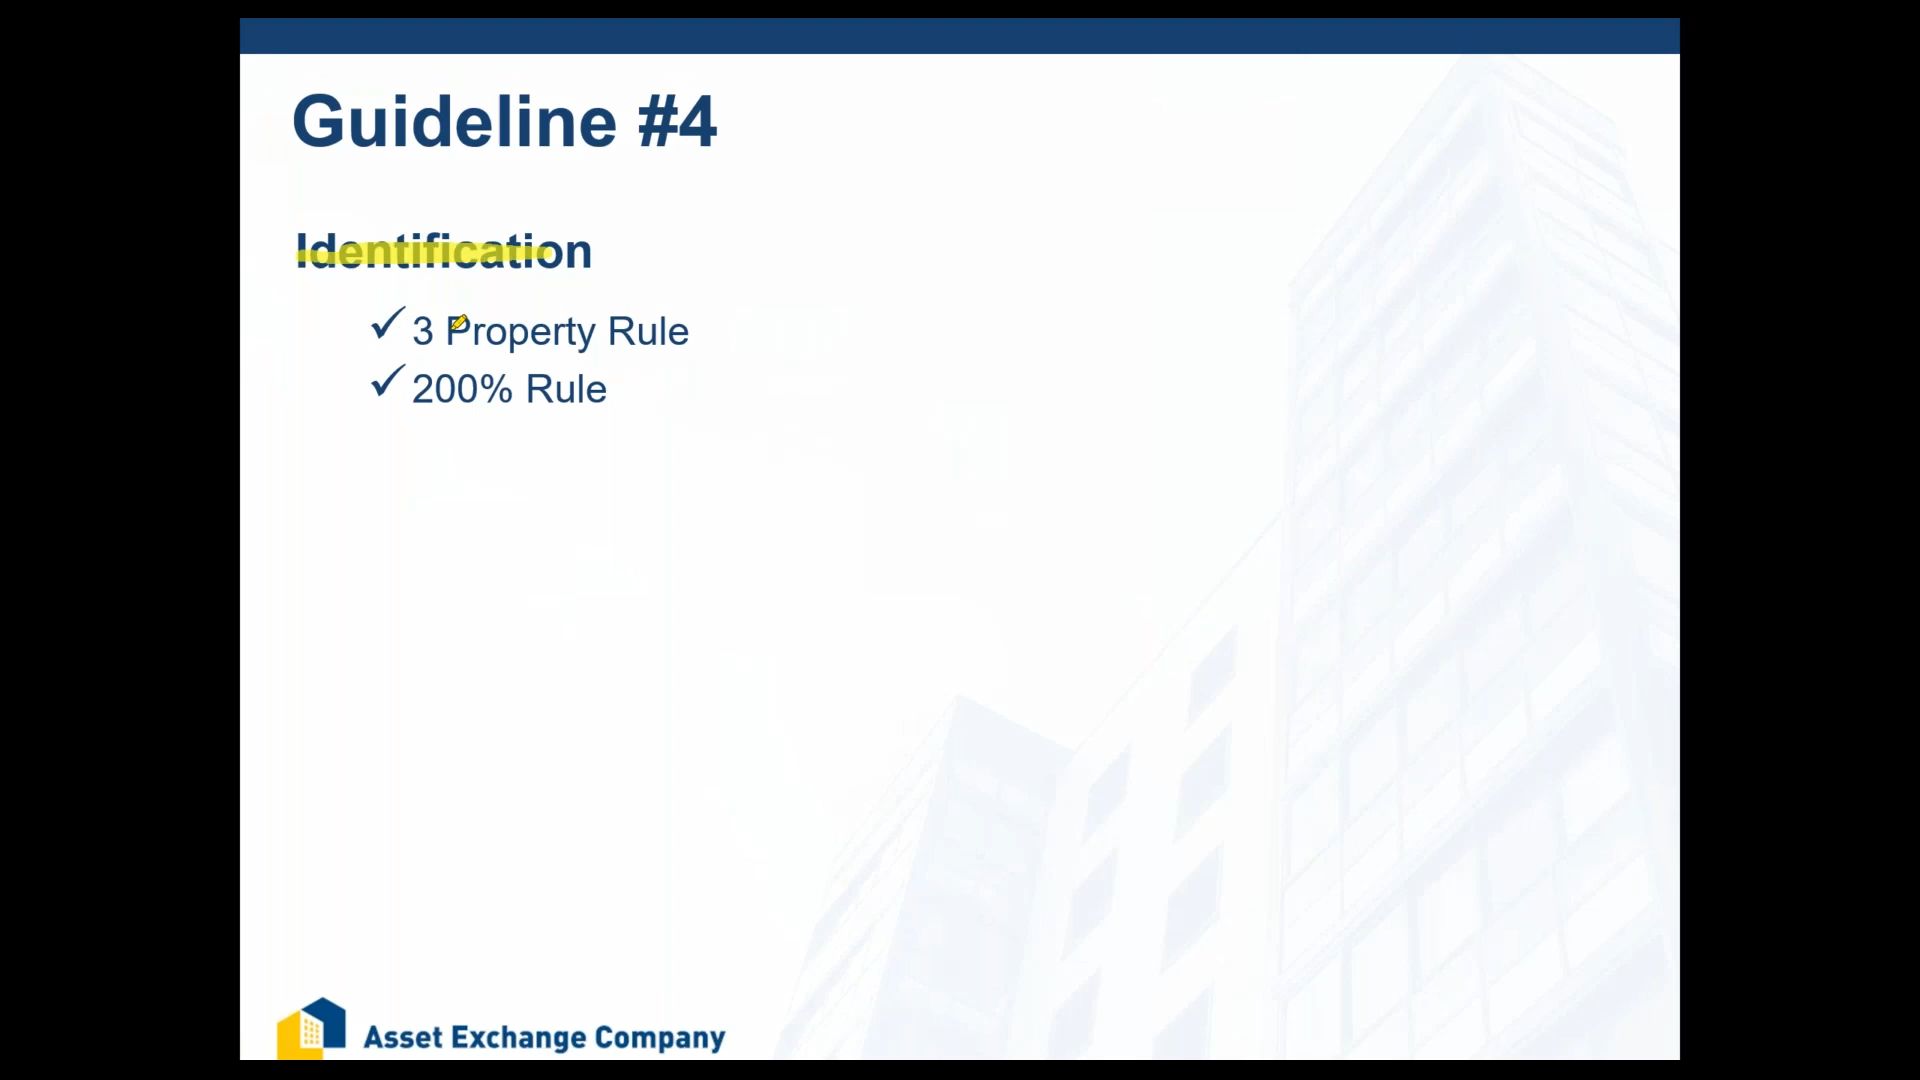 Guideline #4
Identification
3 Property Rule
200% Rule
Asset Exchange Company